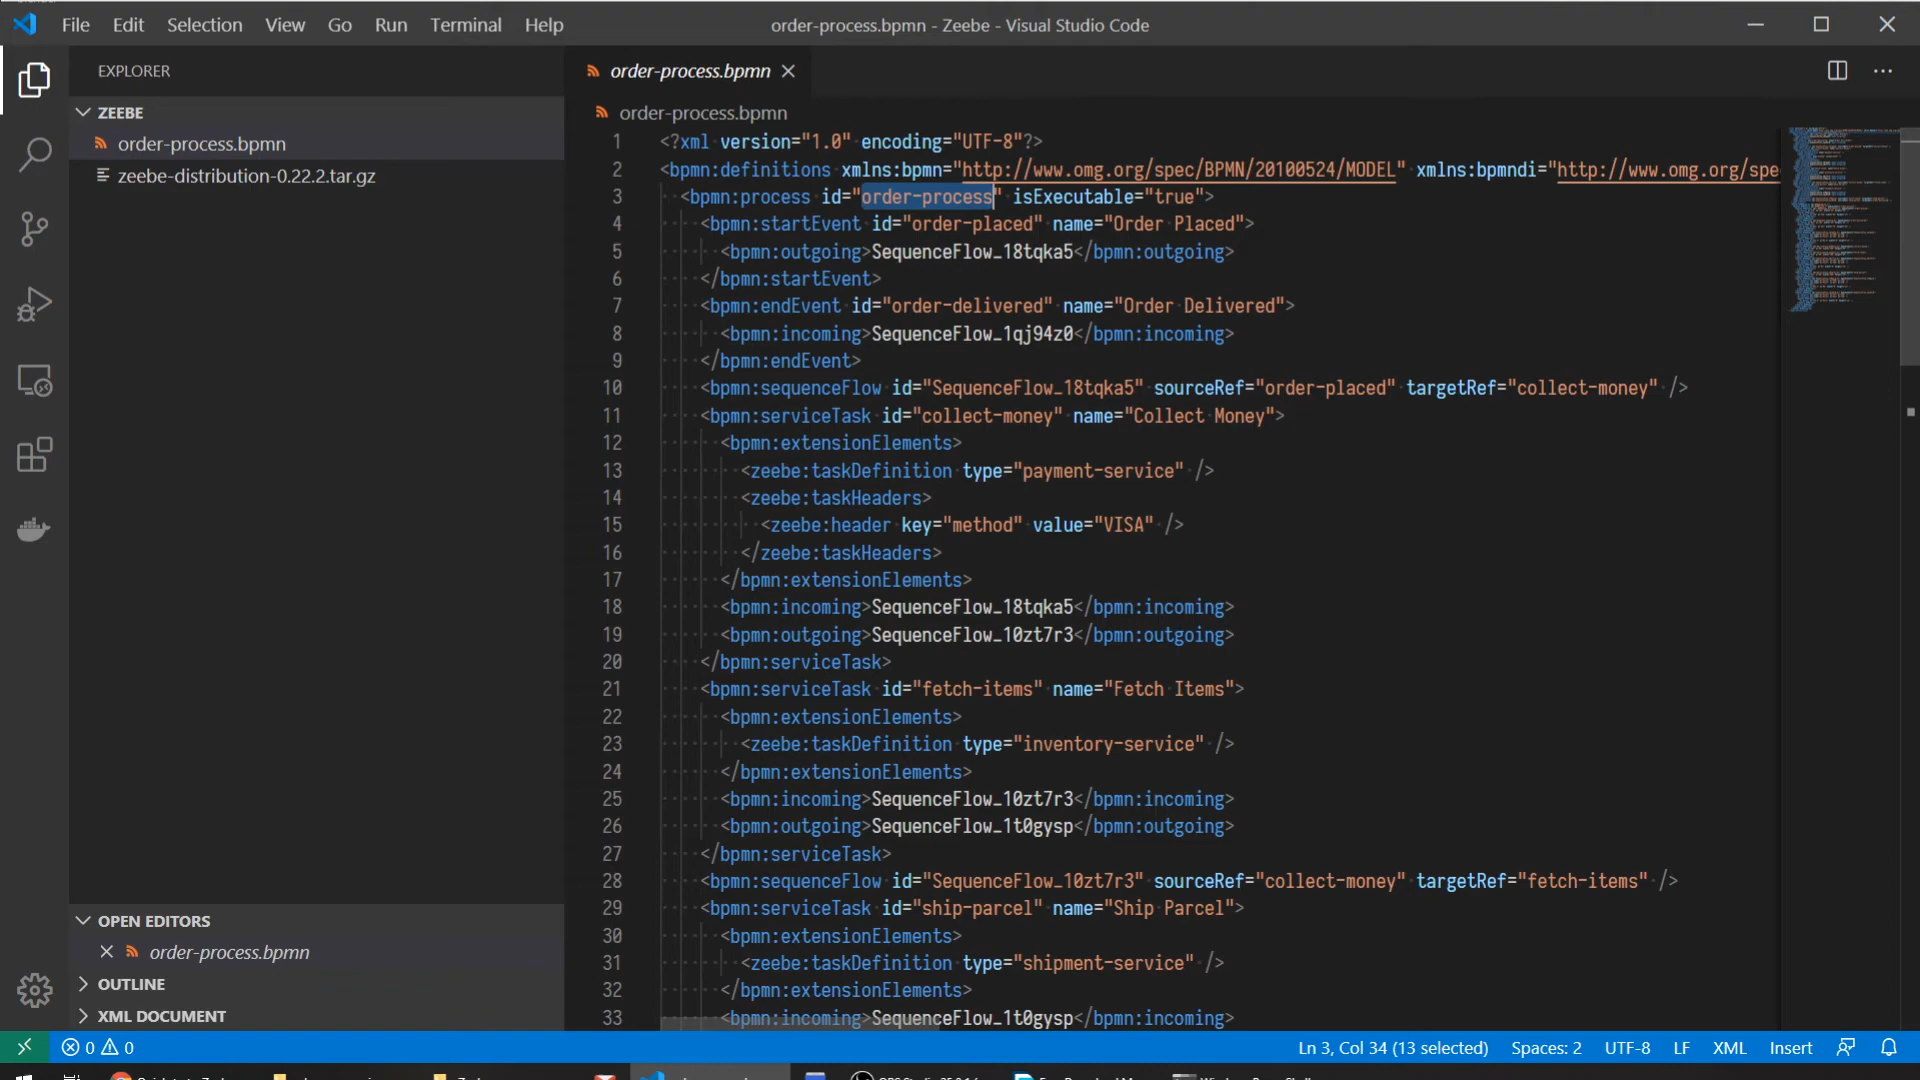 File Edit Selection View Go Run Terminal Help
order-process.bpmn - Zeebe - Visual Studio Code
EXPLORER
ZEEBE
order-process.bpmn
zeebe-distribution-0.22.2.tar.gz
OPEN EDITORS
order-process.bpmn
OUTLINE
XML DOCUMENT
order-process.bpmn
order-process.bpmn
1 <?xml version="1.0" encoding="UTF-8"?>
2 <bpmn:definitions xmlns:bpmn="http://www.omg.org/spec/BPMN/20100524/MODEL" xmlns:bpmndi="http://www.omg.org/spe
3 <bpmn:process id="order-process" isExecutable="true">
4 <bpmn:startEvent id="order-placed" name="Order Placed">
5 <bpmn:outgoing>SequenceFlow_18tqka5</bpmn:outgoing>
6 </bpmn:startEvent>
7 <bpmn:endEvent id="order-delivered" name="Order Delivered">
8 <bpmn:incoming>SequenceFlow_1qj94z0</bpmn:incoming>
9 </bpmn:endEvent>
10 <bpmn:sequenceFlow id="SequenceFlow_18tqka5" sourceRef="order-placed" targetRef="collect-money" />
11 <bpmn:serviceTask id="collect-money" name="Collect Money">
12 <bpmn:extensionElements>
13 <zeebe:taskDefinition type="payment-service" />
14 <zeebe:taskHeaders>
15 <zeebe:header key="method" value="VISA" />
16 </zeebe:taskHeaders>
17 </bpmn:extensionElements>
18 <bpmn:incoming>SequenceFlow_18tqka5</bpmn:incoming>
19 <bpmn:outgoing>SequenceFlow_10zt7r3</bpmn:outgoing>
20 </bpmn:serviceTask>
21 <bpmn:serviceTask id="fetch-items" name="Fetch Items">
22 <bpmn:extensionElements>
23 <zeebe:taskDefinition type="inventory-service" />
24 </bpmn:extensionElements>
25 <bpmn:incoming>SequenceFlow_10zt7r3</bpmn:incoming>
26 <bpmn:outgoing>SequenceFlow_1t0gysp</bpmn:outgoing>
27 </bpmn:serviceTask>
28 <bpmn:sequenceFlow id="SequenceFlow_10zt7r3" sourceRef="collect-money" targetRef="fetch-items" />
29 <bpmn:serviceTask id="ship-parcel" name="Ship Parcel">
30 <bpmn:extensionElements>
31 <zeebe:taskDefinition type="shipment-service" />
32 </bpmn:extensionElements>
33 <bpmn:incoming>SequenceFlow_1t0gysp</bpmn:incoming>
0 0
Ln 3, Col 34 (13 selected) Spaces: 2 UTF-8 LF XML Insert